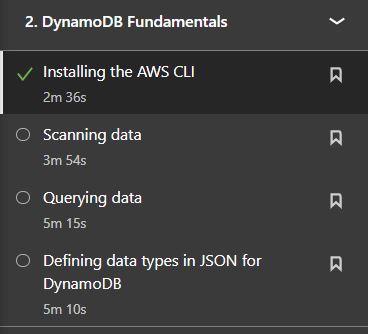 2. DynamoDB Fundamentals
Installing the AWS CLI
2m 36s
Scanning data
3m 54s
Querying data
5m 15s
Defining data types in JSON for
DynamoDB
5m 10s